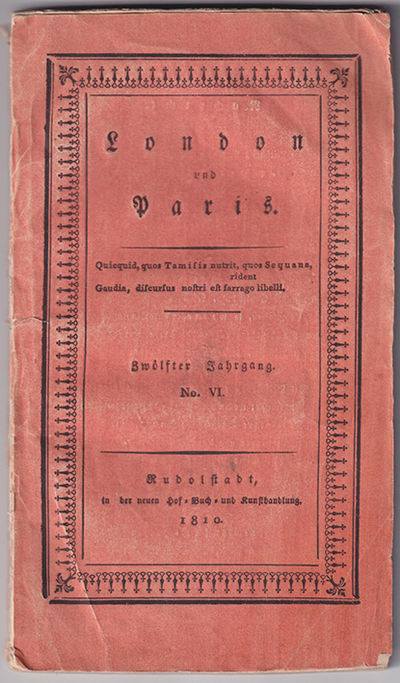 London
und
Paris.
Quicquid, quos Tamiſis nutrit, quos Sequana,
rident
Gaudia, diſcurſus noſtri eſt farrago libelli.
Zwölfter Jahrgang.
No. VI.
Rudolſtadt,
in der neuen Hof- Buch- und Kunſthandlung.
1810.